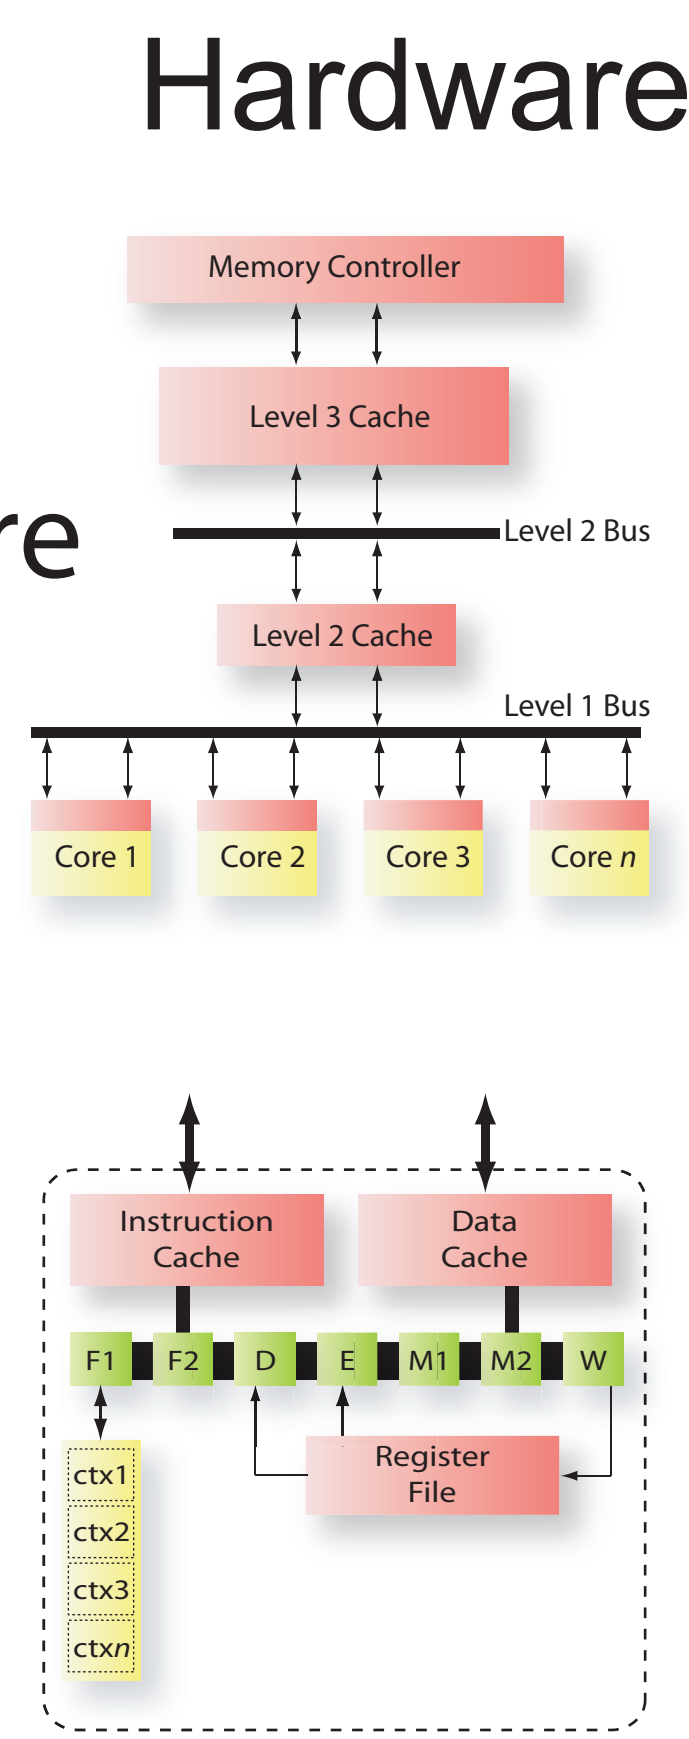 Hardware
Memory Controller
Level 3 Cache
re
Level 2 Bus
Level 2 Cache
Level 1 Bus
Core 1
Core 2
Core 3
Core n
Instruction
Cache
Data
Cache
F1
F2
D
E
M1
M2
W
Register
File
ctx1
ctx2
ctx3
ctxn